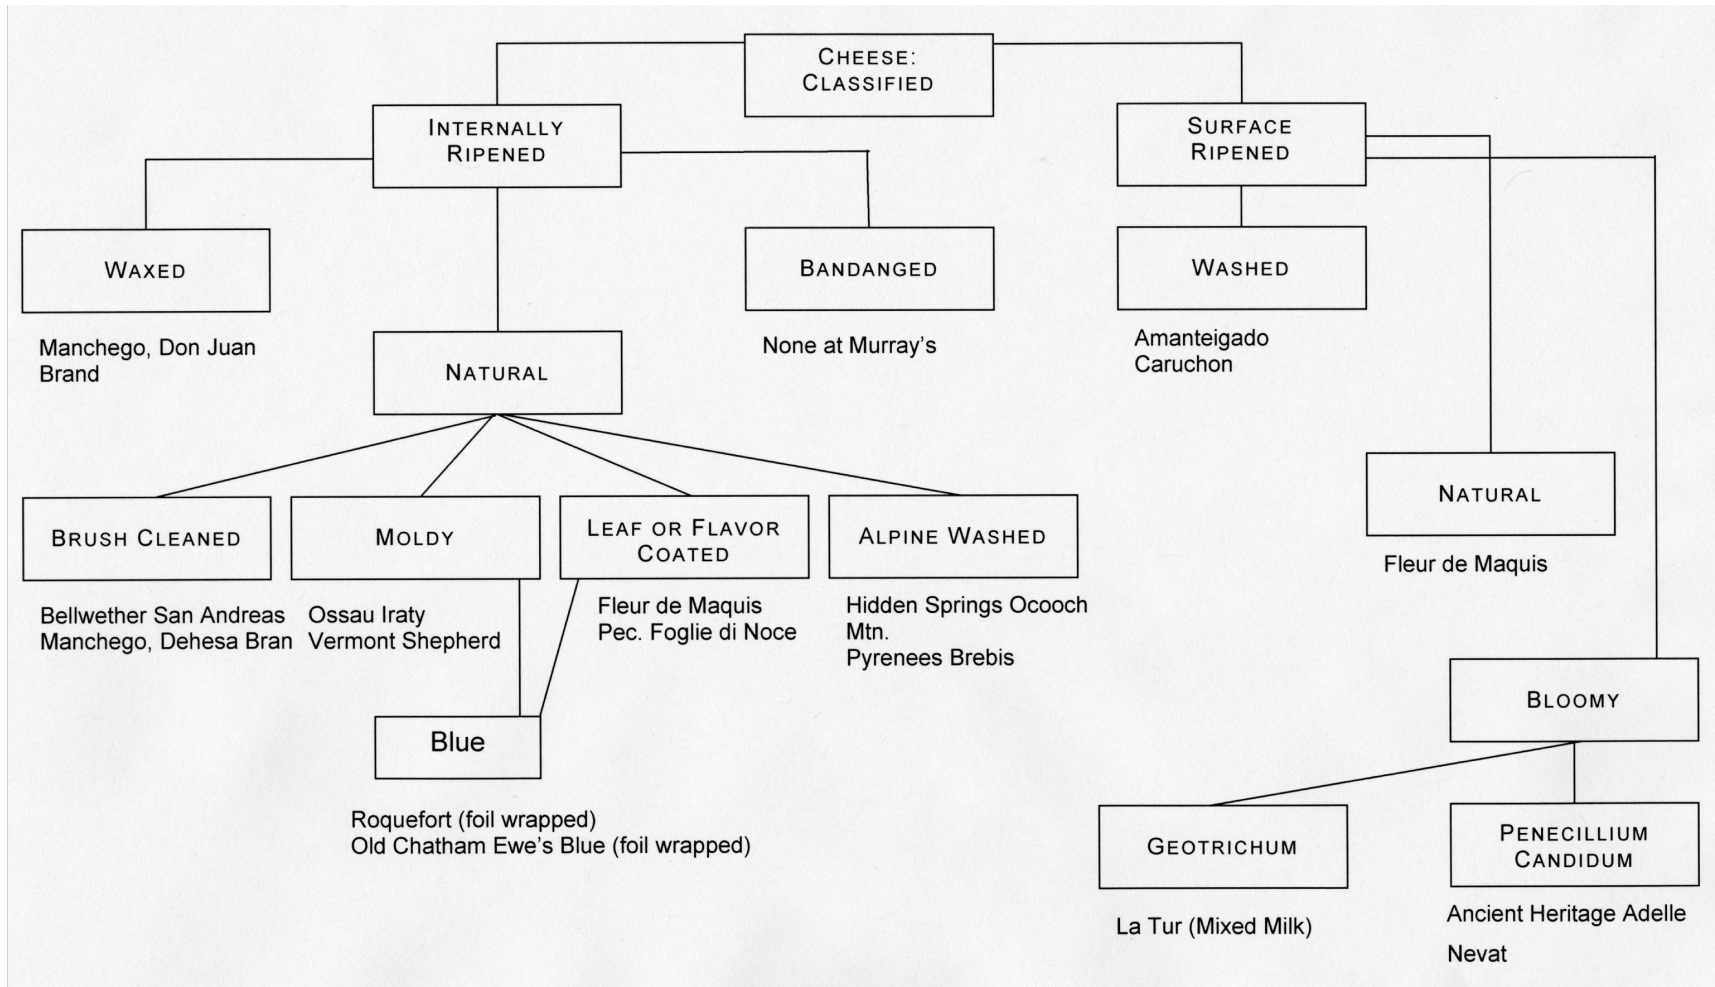 CHEESE:
CLASSIFIED
INTERNALLY
RIPENED
SURFACE
RIPENED
WAXED
BANDANGED
WASHED
Manchego, Don Juan
Brand
None at Murray's
Amanteigado
Caruchon
NATURAL
NATURAL
Fleur de Maquis
BRUSH CLEANED
MOLDY
LEAF OR FLAVOR
COATED
ALPINE WASHED
Bellwether San Andreas
Manchego, Dehesa Bran
Ossau Iraty
Vermont Shepherd
Fleur de Maquis
Pec. Foglie di Noce
Hidden Springs Ocooch
Mtn.
Pyrenees Brebis
Blue
Roquefort (foil wrapped)
Old Chatham Ewe's Blue (foil wrapped)
BLOOMY
GEOTRICHUM
PENECILLIUM
CANDIDUM
La Tur (Mixed Milk)
Ancient Heritage Adelle
Nevat